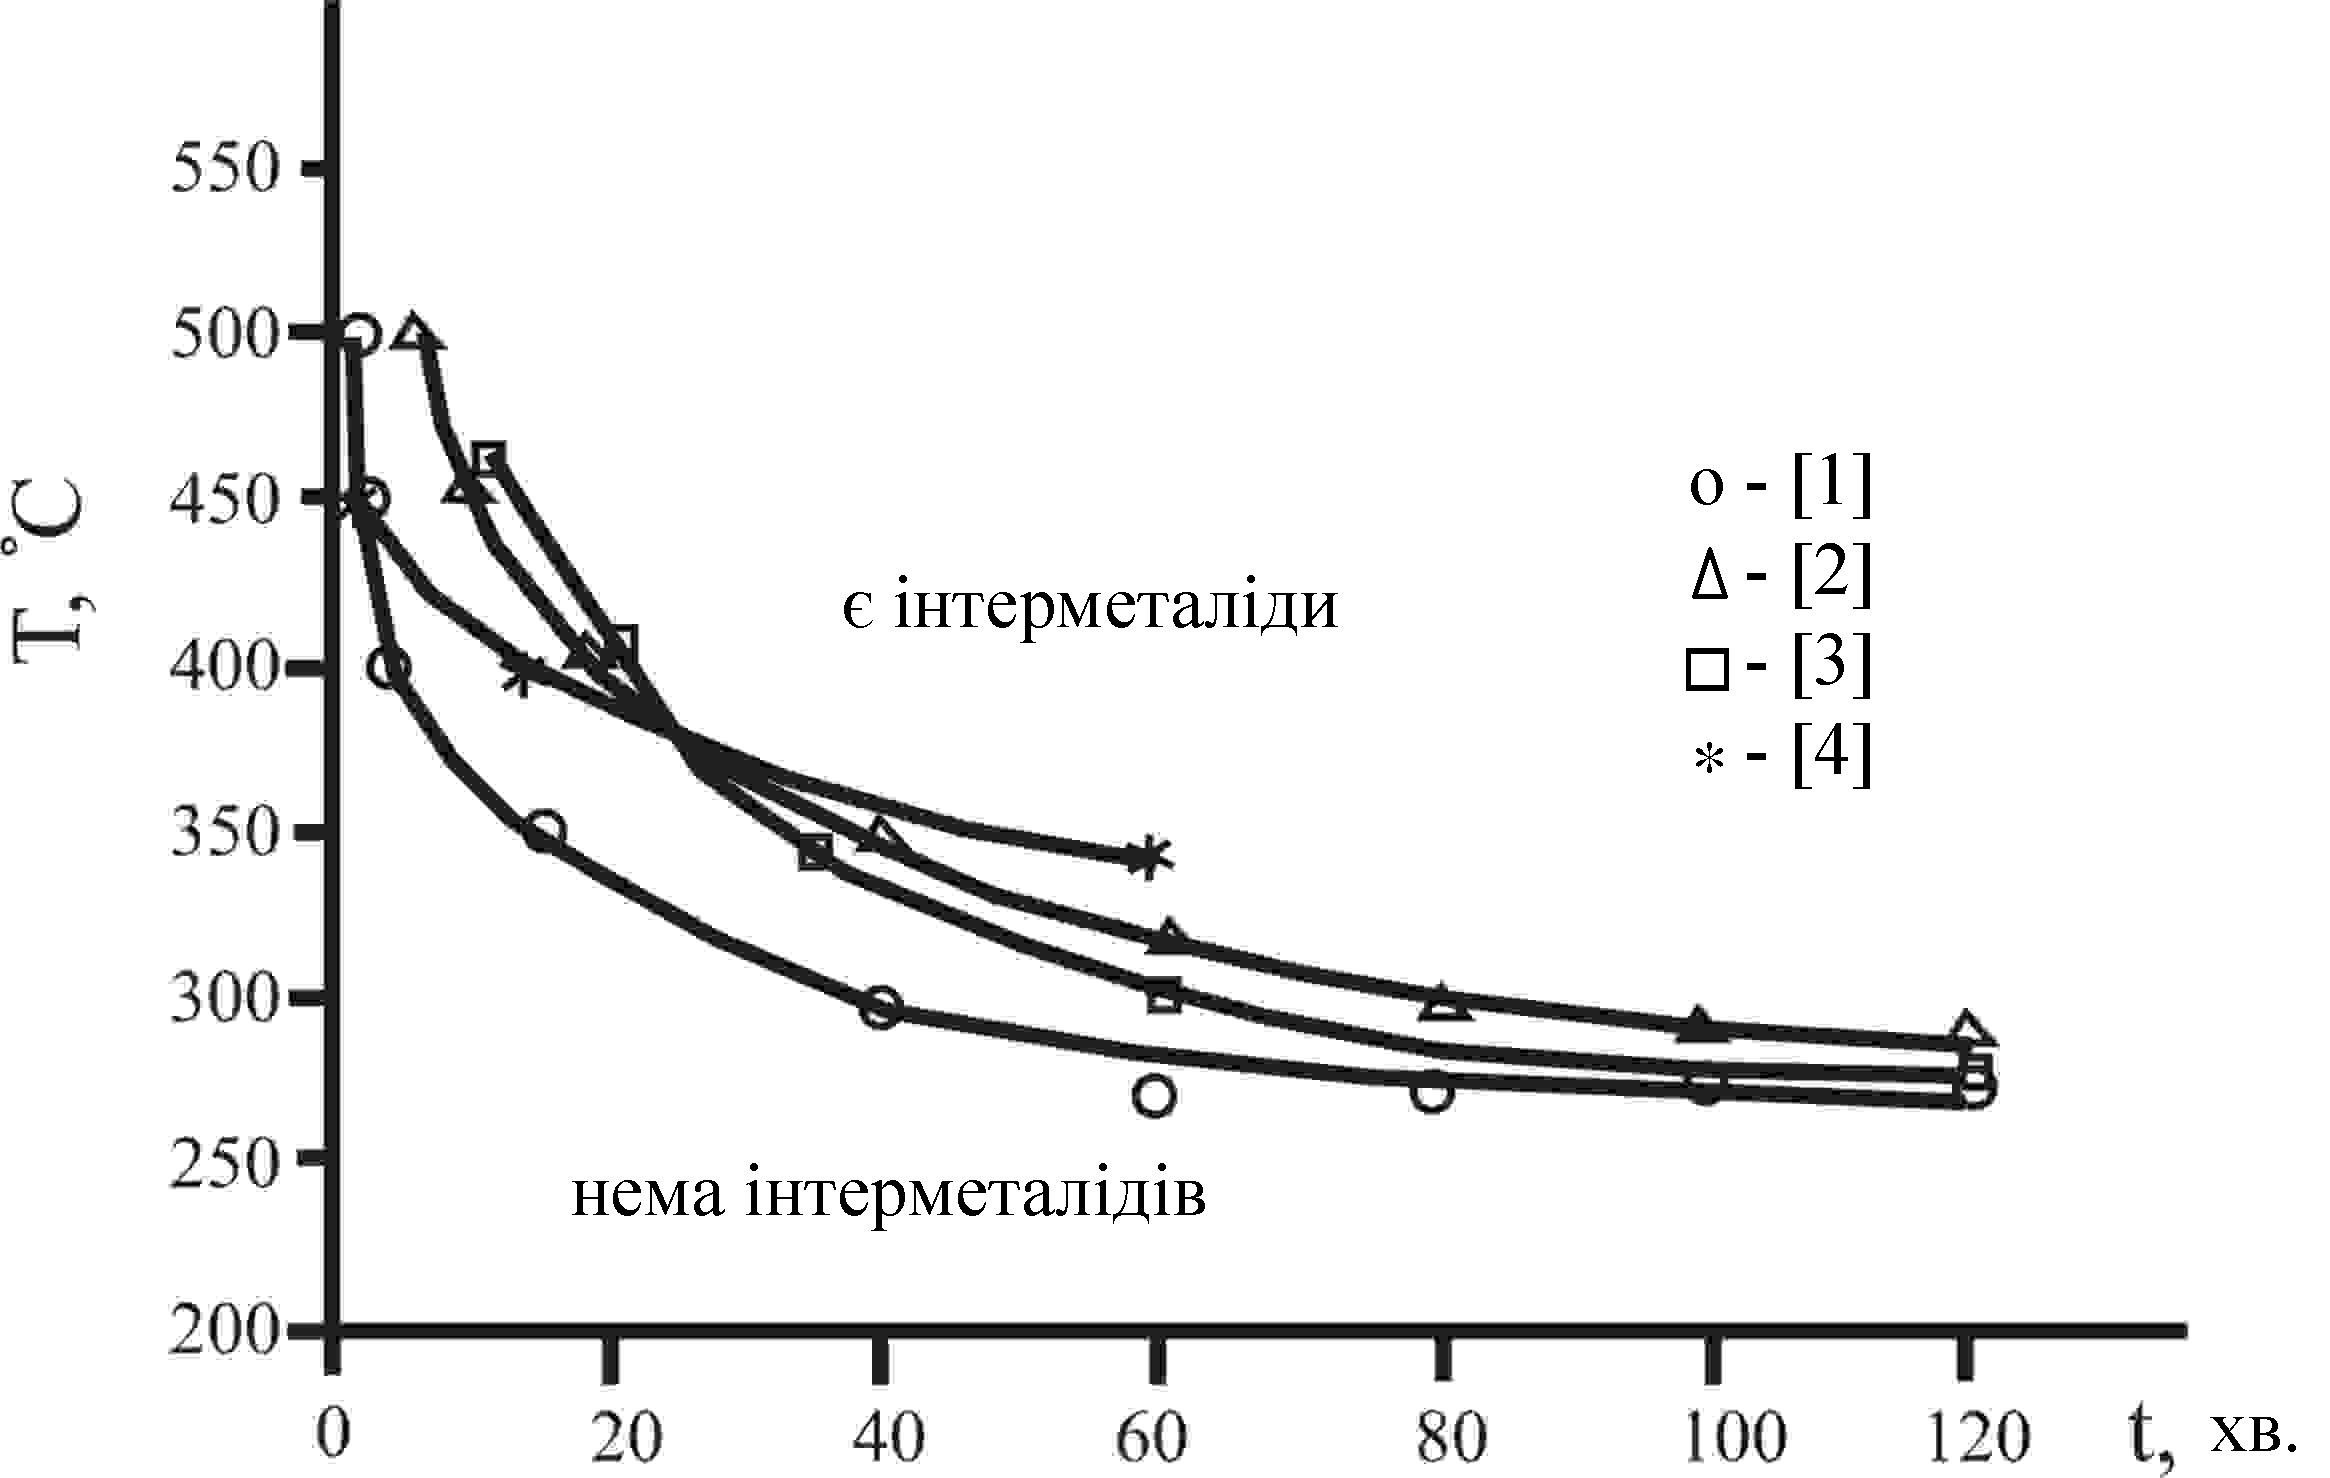 550
500
450
400
350
300
250
200
T, °C
є інтерметаліди
нема інтерметалідів
о - [1]
Δ - [2]
□ - [3]
* - [4]
0 20 40 60 80 100 120 t, хв.